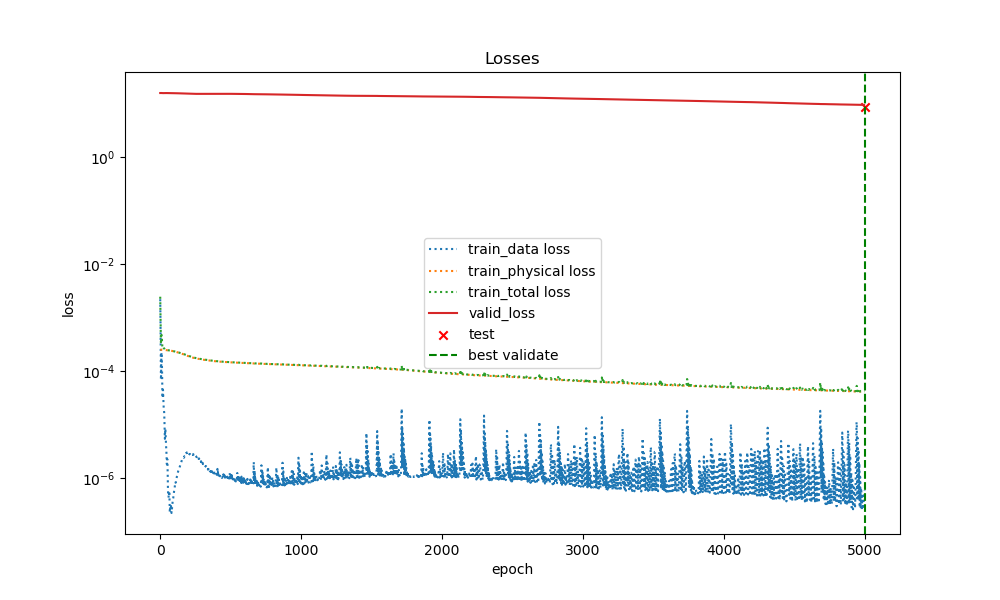 Losses
loss
10^0
10^-2
10^-4
10^-6
train_data loss
train_physical loss
train_total loss
valid_loss
test
best validate
0 1000 2000 3000 4000 5000
epoch